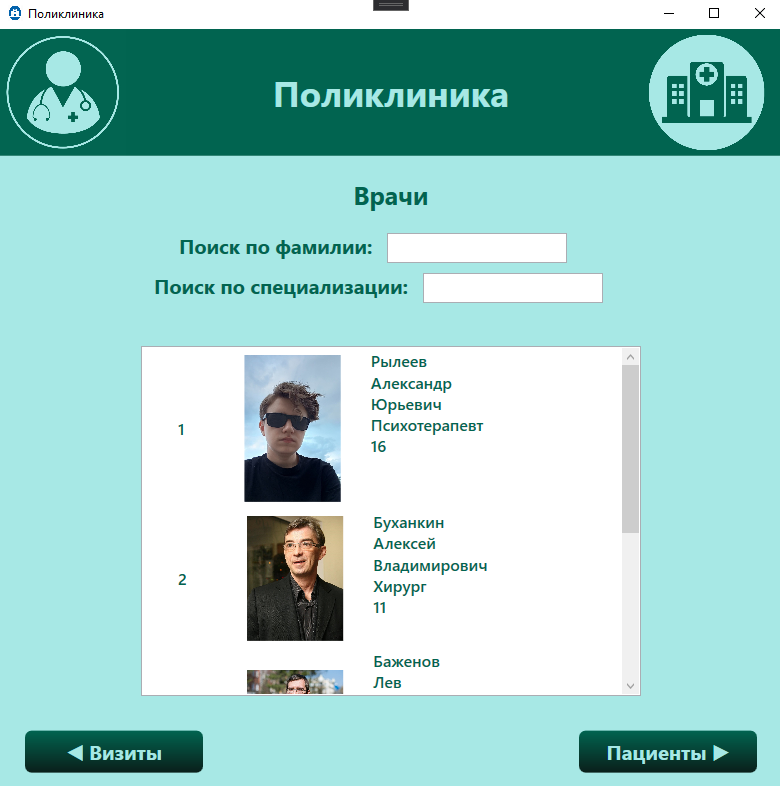 Поликлиника
Поликлиника
Врачи
Поиск по фамилии:
Поиск по специализации:
1
Рылеев
Александр
Юрьевич
Психотерапевт
16
2
Буханкин
Алексей
Владимирович
Хирург
11
Баженов
Лев
◀ Визиты
Пациенты ▶